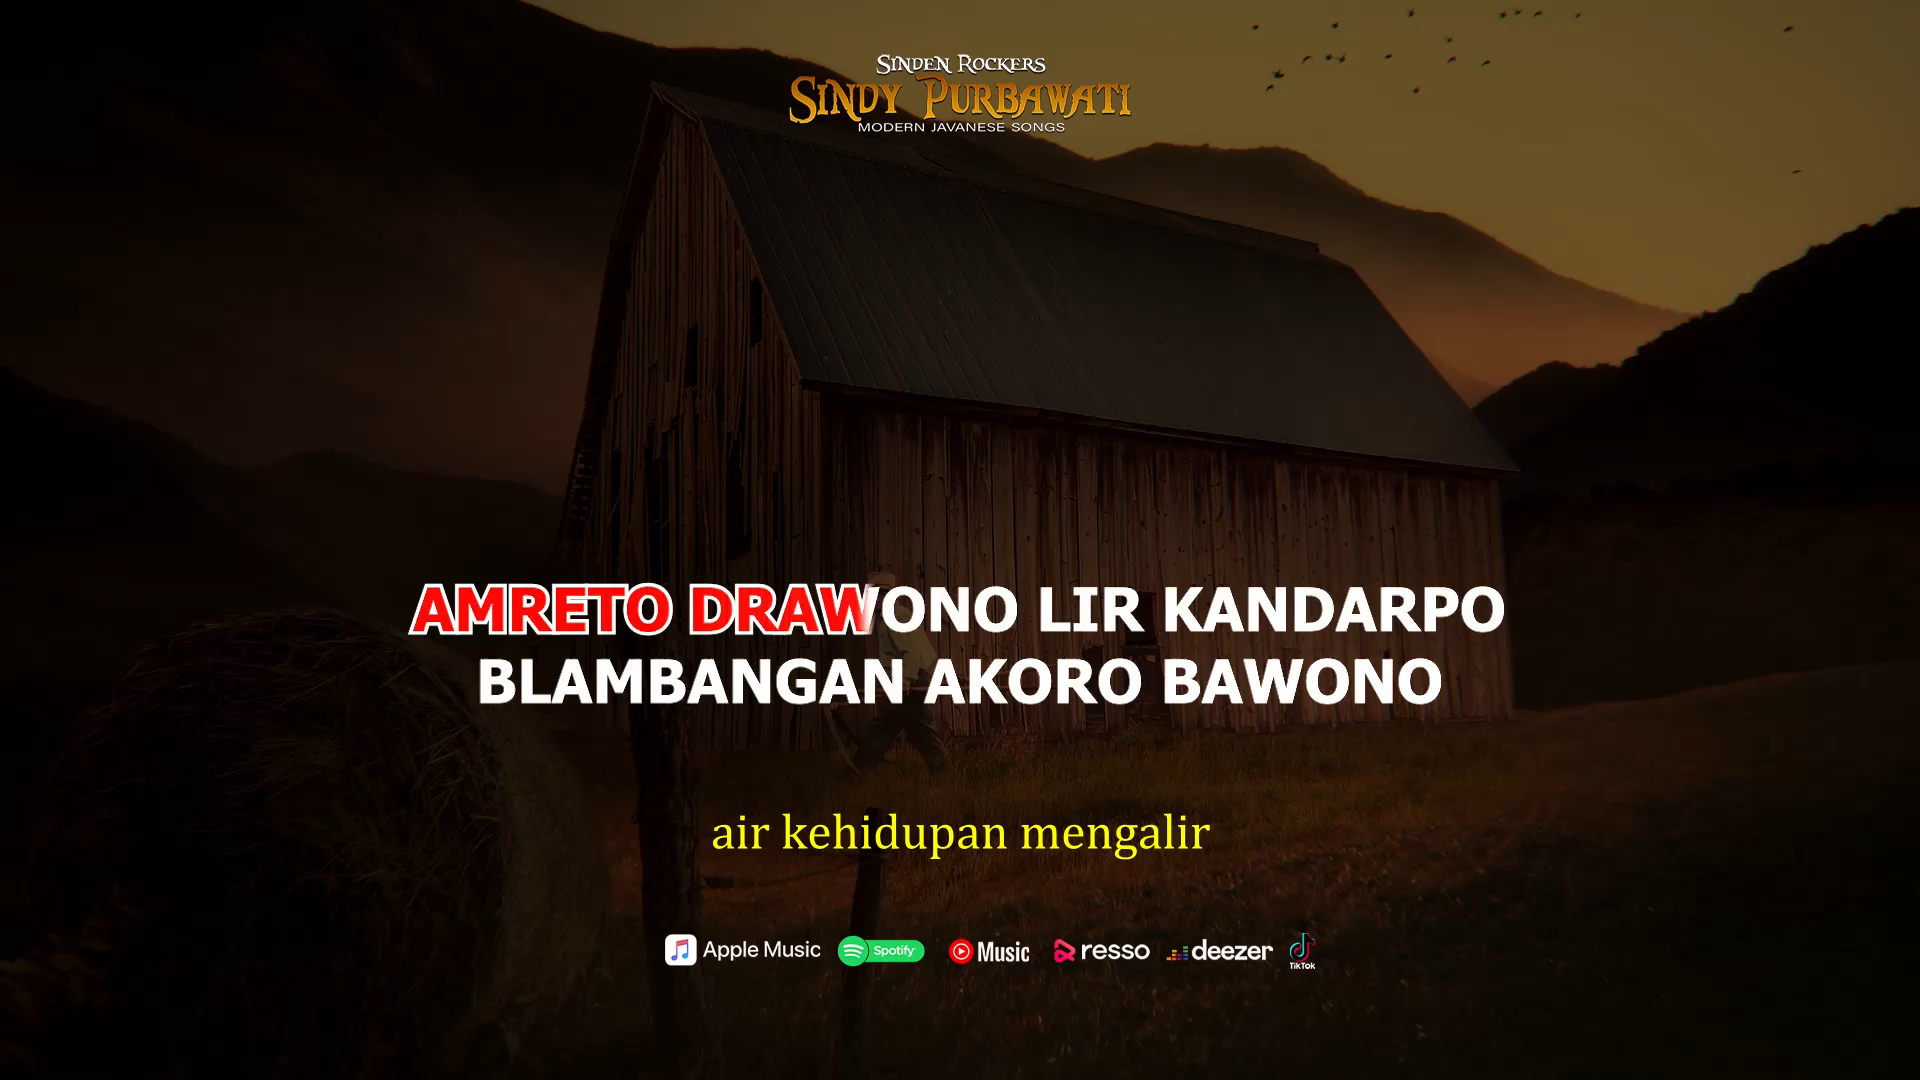 SINDEN ROCKERS
SINDY PURBAWATI
MODERN JAVANESE SONGS
AMRETO DRAWONO LIR KANDARPO
BLAMBANGAN AKORO BAWONO
air kehidupan mengalir
Apple Music Spotify Music resso deezer TikTok